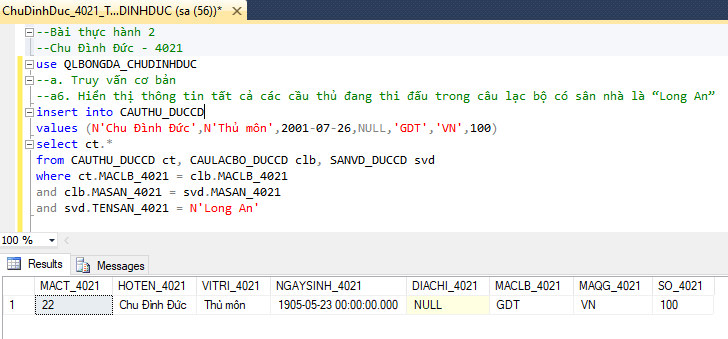 ChuDinhDuc_4021_T...DINHDUC (sa (56))*
--Bài thực hành 2
--Chu Đình Đức - 4021
use QLBONGDA_CHUDINHDUC
--a. Truy vấn cơ bản
--a6. Hiển thị thông tin tất cả các cầu thủ đang thi đấu trong câu lạc bộ có sân nhà là “Long An”
insert into CAUTHU_DUCCD
values (N'Chu Đình Đức',N'Thủ môn',2001-07-26,NULL,'GDT','VN',100)
select ct.*
from CAUTHU_DUCCD ct, CAULACBO_DUCCD clb, SANVD_DUCCD svd
where ct.MACLB_4021 = clb.MACLB_4021
and clb.MASAN_4021 = svd.MASAN_4021
and svd.TENSAN_4021 = N'Long An'
100 %
Results Messages
MACT_4021 HOTEN_4021 VITRI_4021 NGAYSINH_4021 DIACHI_4021 MACLB_4021 MAQG_4021 SO_4021
1 22 Chu Đình Đức Thủ môn 1905-05-23 00:00:00.000 NULL GDT VN 100